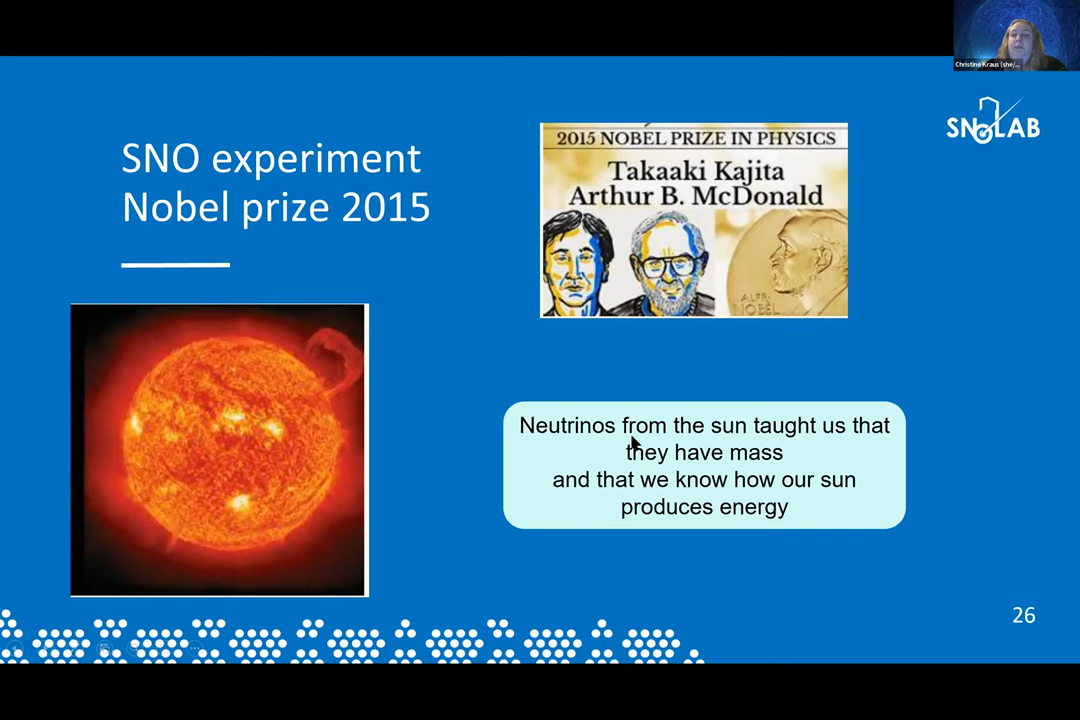 Christine Kraus (she/...
SNOLAB
SNO experiment
Nobel prize 2015
2015 NOBEL PRIZE IN PHYSICS
Takaaki Kajita
Arthur B. McDonald
ALFR·
NOBEL
Neutrinos from the sun taught us that
they have mass
and that we know how our sun
produces energy
26